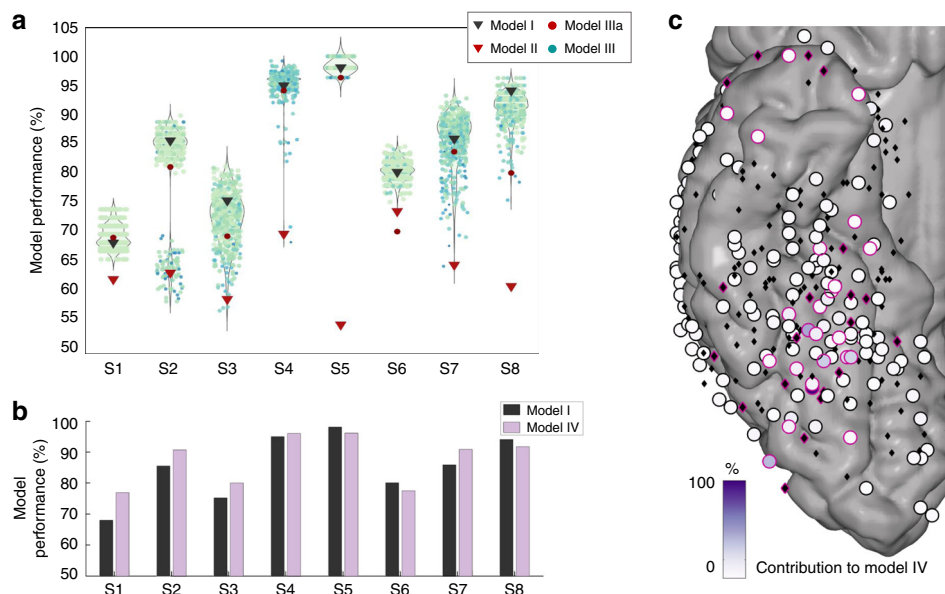 a
105
100
95
90
85
80
75
70
65
60
55
50
Model performance (%)
Model I
Model IIIa
Model II
Model III
S1 S2 S3 S4 S5 S6 S7 S8
b
100
90
80
70
60
50
Model
performance (%)
Model I
Model IV
S1 S2 S3 S4 S5 S6 S7 S8
c
%
100
0
Contribution to model IV